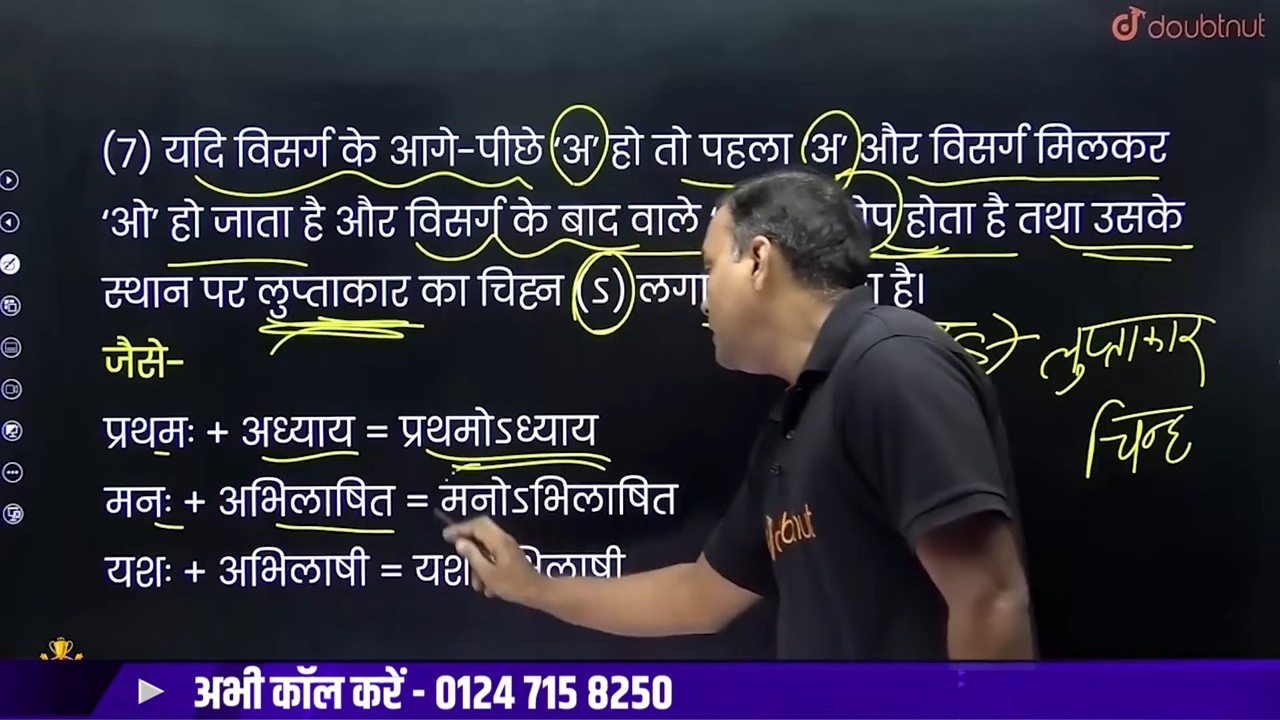 doubtnut
(7) यदि विसर्ग के आगे-पीछे 'अ' हो तो पहला 'अ' और विसर्ग मिलकर
'ओ' हो जाता है और विसर्ग के बाद वाले होता है तथा उसके
स्थान पर लुप्ताकार का चिह्न (ऽ) है।
जैसे-
लुप्ताकार
चिन्ह
प्रथमः + अध्याय = प्रथमोऽध्याय
मनः + अभिलाषित = मनोऽभिलाषित
यशः + अभिलाषी =
अभी कॉल करें - 0124 715 8250